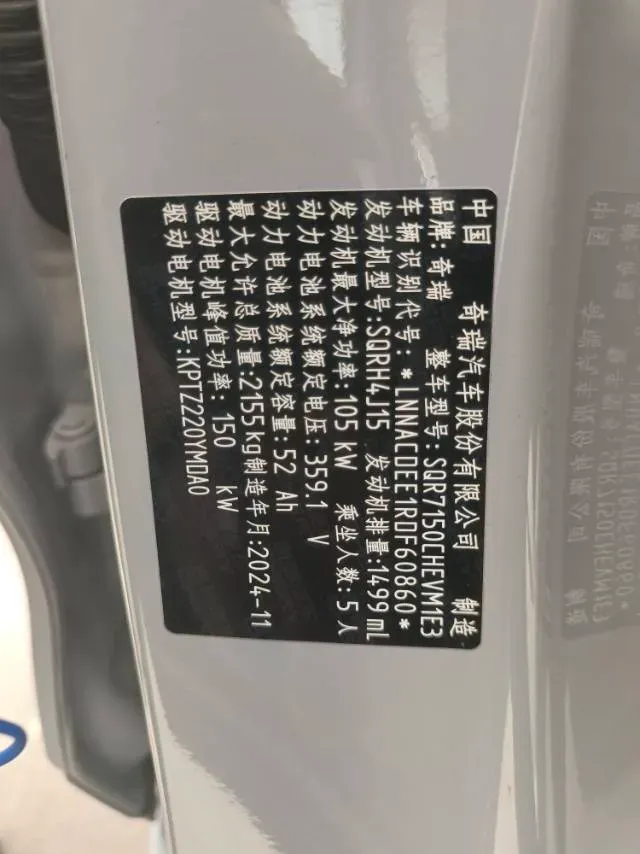 中国 奇瑞汽车股份有限公司 制造
品牌: 奇瑞 整车型号:SQR7150CHEVM1E3
车辆识别代号: *LNNACDEE1RDF60860*
发动机型号:SQRH4J15 发动机排量:1499 mL
发动机最大净功率:105 kW 乘坐人数:5 人
动力电池系统额定电压:359.1 V
动力电池系统额定容量:52 Ah
最大允许总质量:2155 kg 制造年月:2024-11
驱动电机峰值功率: 150 kW
驱动电机型号:KPTZ220YMDA0